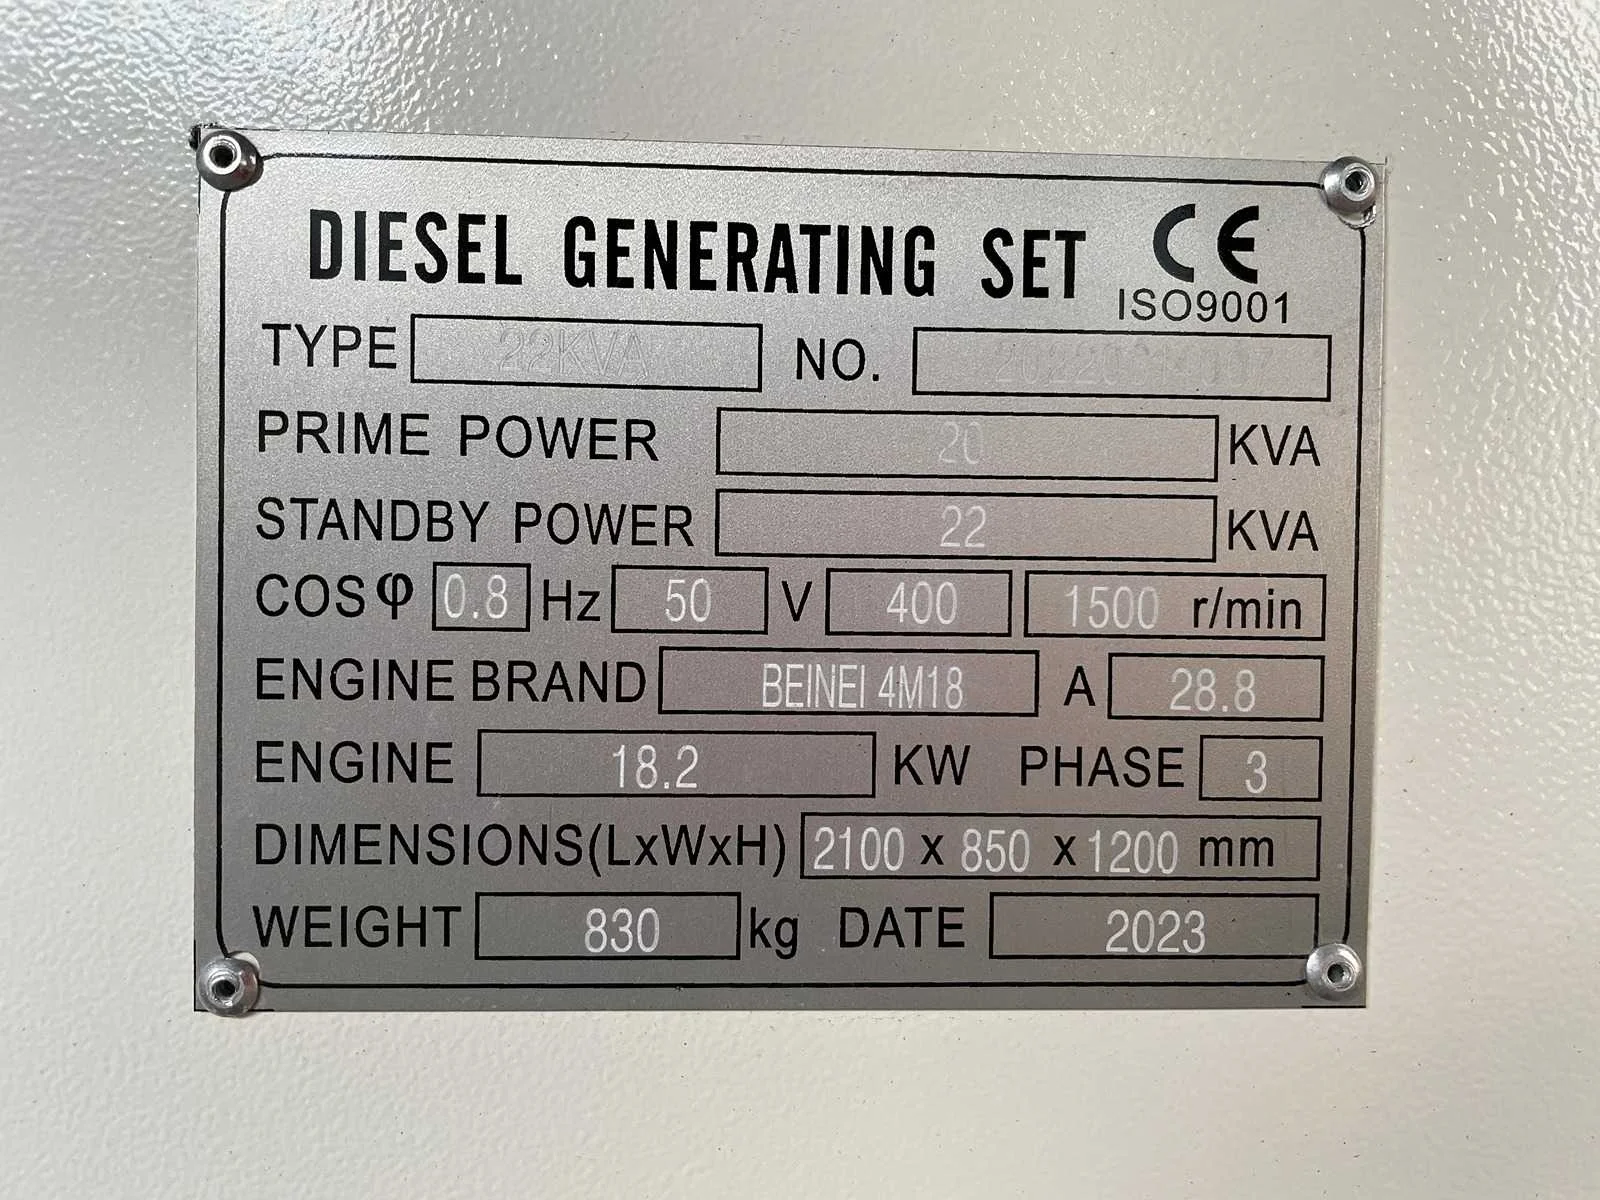 DIESEL GENERATING SET CE
ISO9001
TYPE 22KVA NO.
PRIME POWER 20 KVA
STANDBY POWER 22 KVA
COSφ 0.8 Hz 50 V 400 1500 r/min
ENGINE BRAND BEINEI 4M18 A 28.8
ENGINE 18.2 KW PHASE 3
DIMENSIONS(LxWxH) 2100 x 850 x 1200 mm
WEIGHT 830 kg DATE 2023